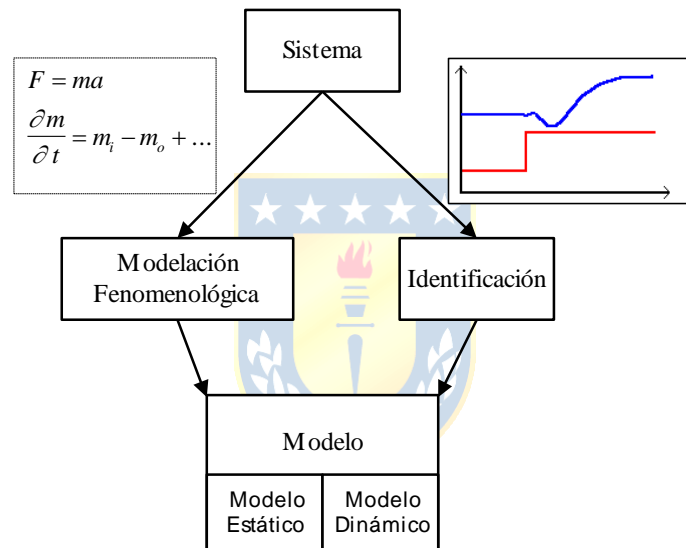 Sistema
F = ma
∂m/∂t = m_i − m_o + ...
Modelación
Fenomenológica
Identificación
Modelo
Modelo
Estático
Modelo
Dinámico